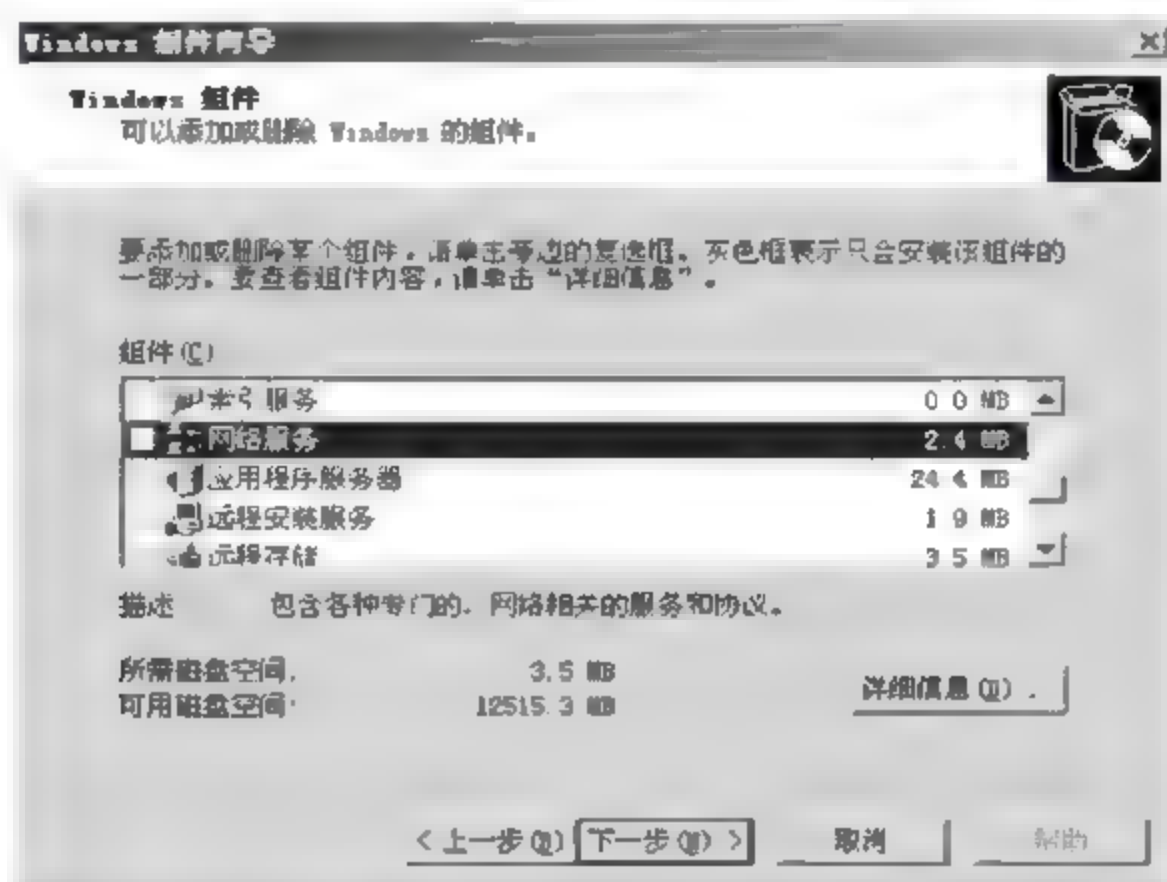 Windows 组件向导
Windows 组件
可以添加或删除 Windows 的组件。
要添加或删除某个组件，请单击旁边的复选框。灰色框表示只会安装该组件的
一部分。要查看组件内容，请单击“详细信息”。
组件(C)
索引服务 0.0 MB
网络服务 2.4 MB
应用程序服务器 24.4 MB
远程安装服务 1.9 MB
远程存储 3.5 MB
描述 包含各种专门的、网络相关的服务和协议。
所需磁盘空间: 3.5 MB
可用磁盘空间: 12515.3 MB
详细信息(D)...
< 上一步(B) 下一步(N) > 取消 帮助